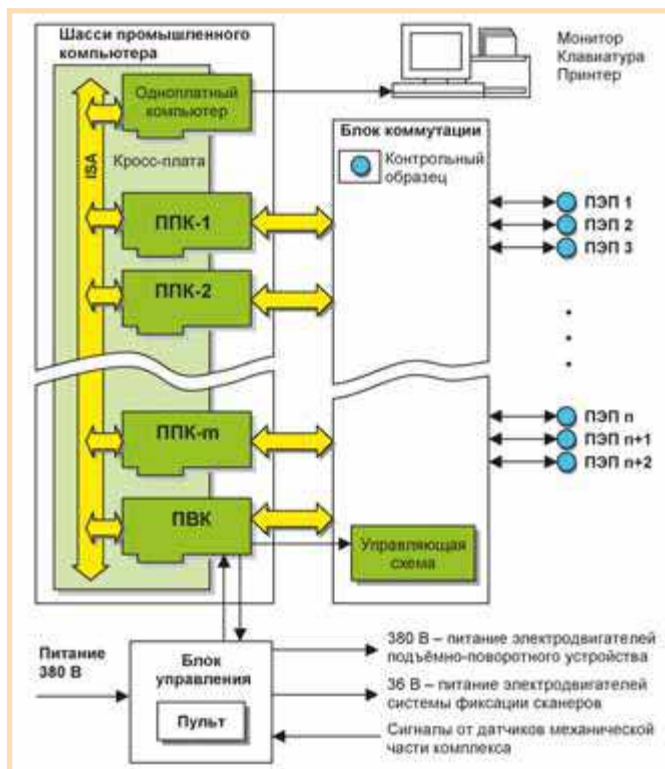 Шасси промышленного
компьютера
Одноплатный
компьютер
ISA
Кросс-плата
ППК-1
ППК-2
ППК-m
ПВК
Монитор
Клавиатура
Принтер
Блок коммутации
Контрольный
образец
ПЭП 1
ПЭП 2
ПЭП 3
ПЭП n
ПЭП n+1
ПЭП n+2
Управляющая
схема
Питание
380 В
Блок
управления
Пульт
380 В – питание электродвигателей
подъёмно-поворотного устройства
36 В – питание электродвигателей
системы фиксации сканеров
Сигналы от датчиков механической
части комплекса